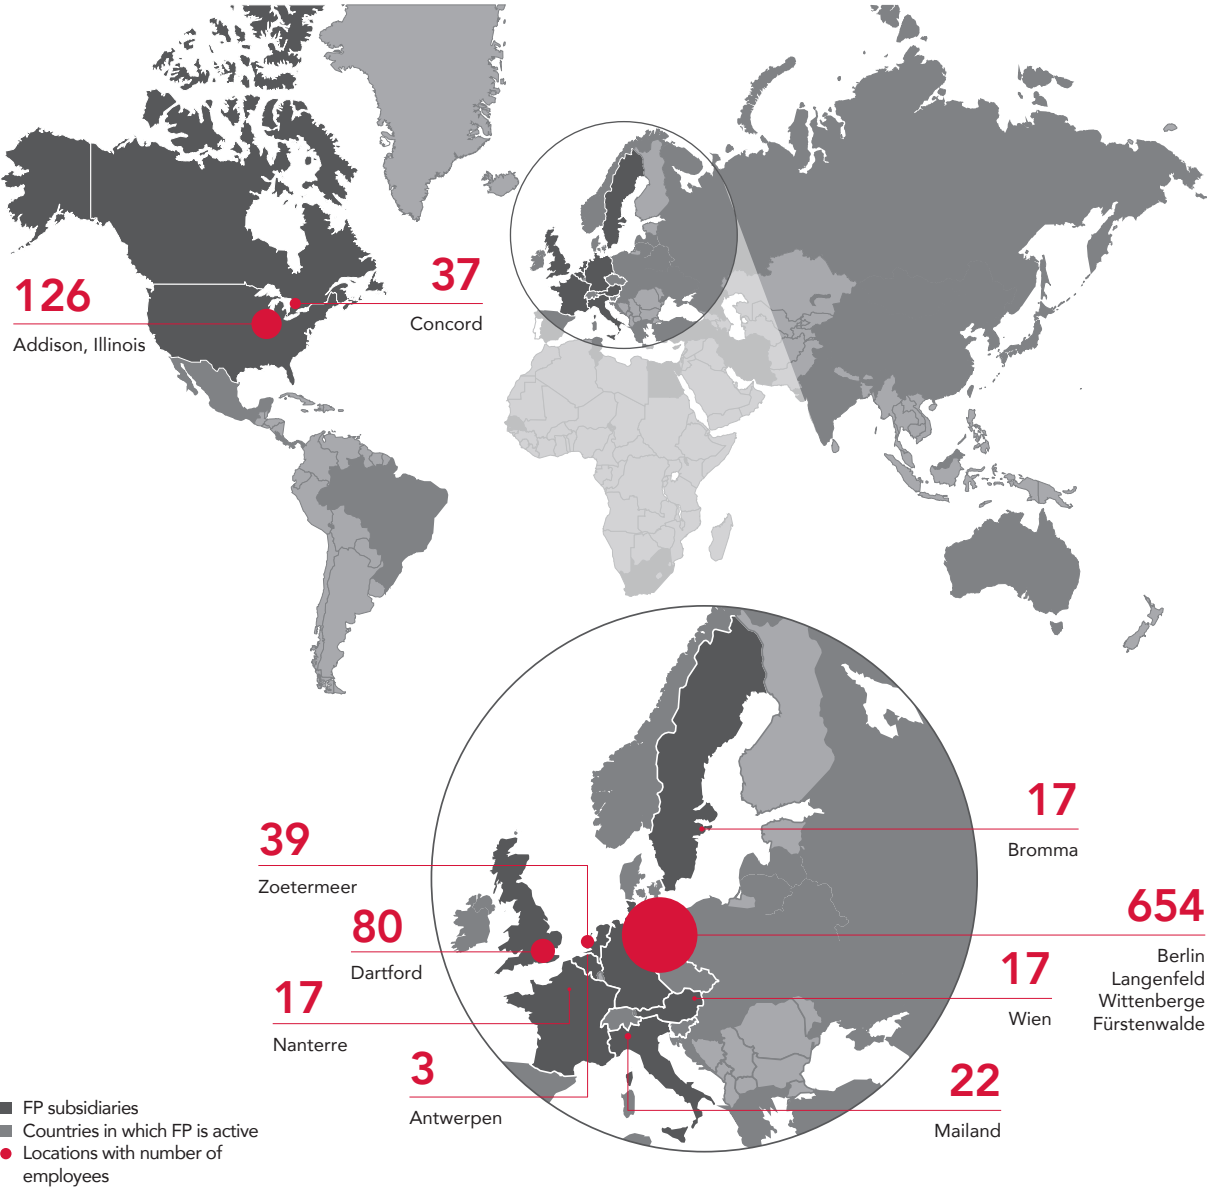 126
Addison, Illinois
37
Concord
17
Bromma
39
Zoetermeer
80
Dartford
654
Berlin
Langenfeld
Wittenberge
Fürstenwalde
17
Nanterre
17
Wien
3
Antwerpen
22
Mailand
FP subsidiaries
Countries in which FP is active
Locations with number of
employees